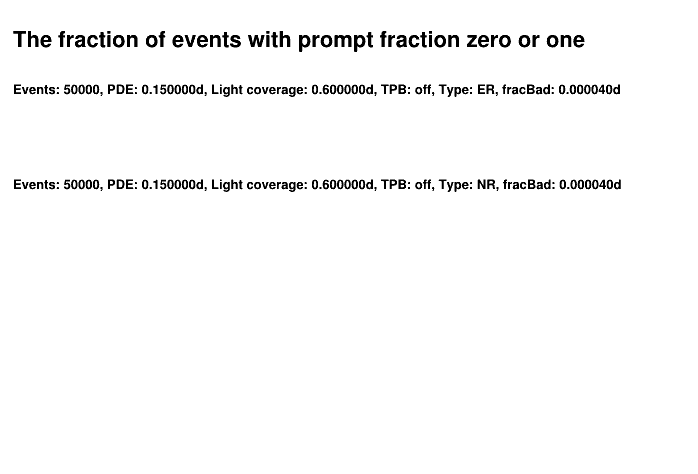 The fraction of events with prompt fraction zero or one
Events: 50000, PDE: 0.150000d, Light coverage: 0.600000d, TPB: off, Type: ER, fracBad: 0.000040d
Events: 50000, PDE: 0.150000d, Light coverage: 0.600000d, TPB: off, Type: NR, fracBad: 0.000040d